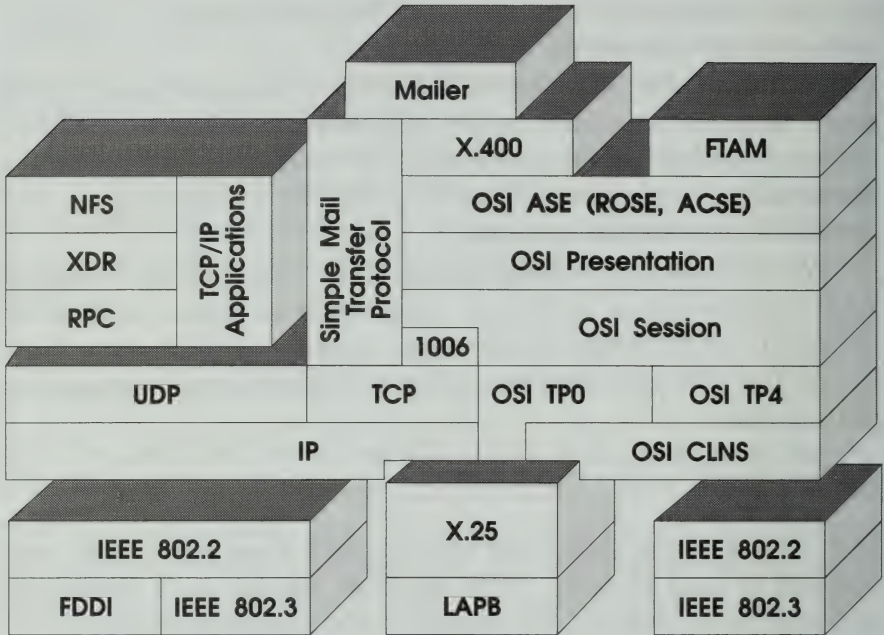 Mailer
X.400
FTAM
NFS
TCP/IP
Applications
Simple Mail
Transfer
Protocol
OSI ASE (ROSE, ACSE)
XDR
OSI Presentation
RPC
OSI Session
1006
UDP
TCP
OSI TP0
OSI TP4
IP
OSI CLNS
IEEE 802.2
X.25
IEEE 802.2
FDDI
IEEE 802.3
LAPB
IEEE 802.3